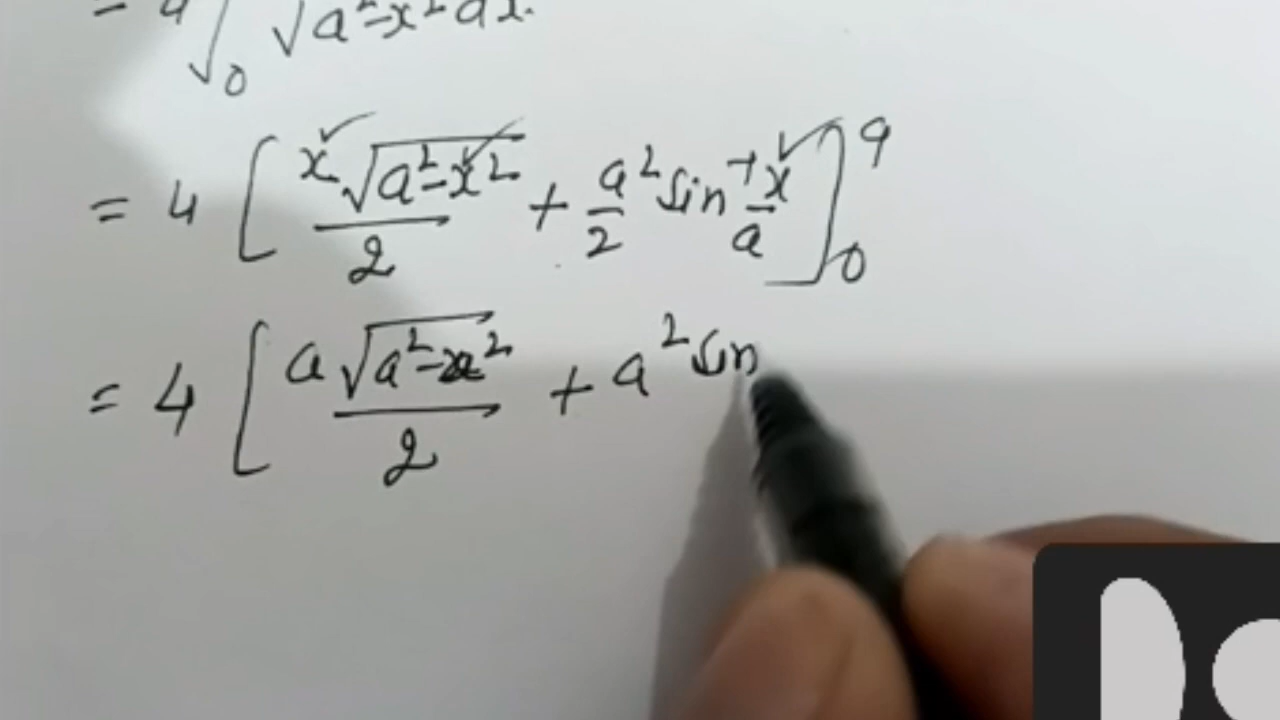 = 4 ∫₀ √a²-x² dx.
= 4 [ x√a²-x²/2 + a²/2 sin⁻¹ x/a ]₀ᵃ
= 4 [ a√a²-a²/2 + a² sin